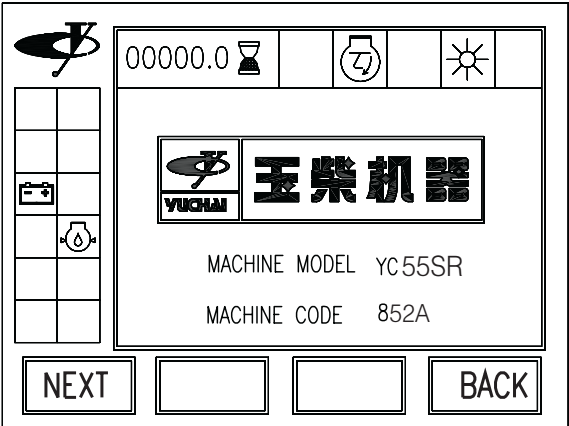 00000.0
玉柴机器
YUCHAI
MACHINE MODEL YC55SR
MACHINE CODE 852A
NEXT
BACK